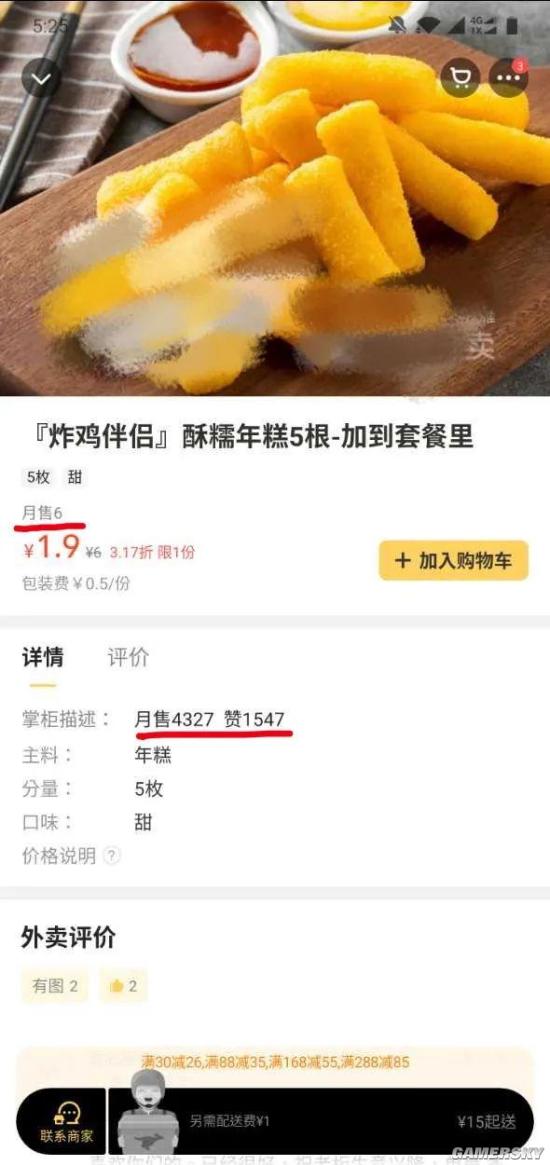 5:25
4G
1X
3
卖
『炸鸡伴侣』酥糯年糕5根-加到套餐里
5枚 甜
月售6
¥1.9 ¥6 3.17折 限1份
+ 加入购物车
包装费¥0.5/份
详情 评价
掌柜描述： 月售4327 赞1547
主料： 年糕
分量： 5枚
口味： 甜
价格说明 ?
外卖评价
有图 2 2
满30减26,满88减35,满168减55,满288减85
联系商家
另需配送费¥1
¥15起送
GAMERSKY